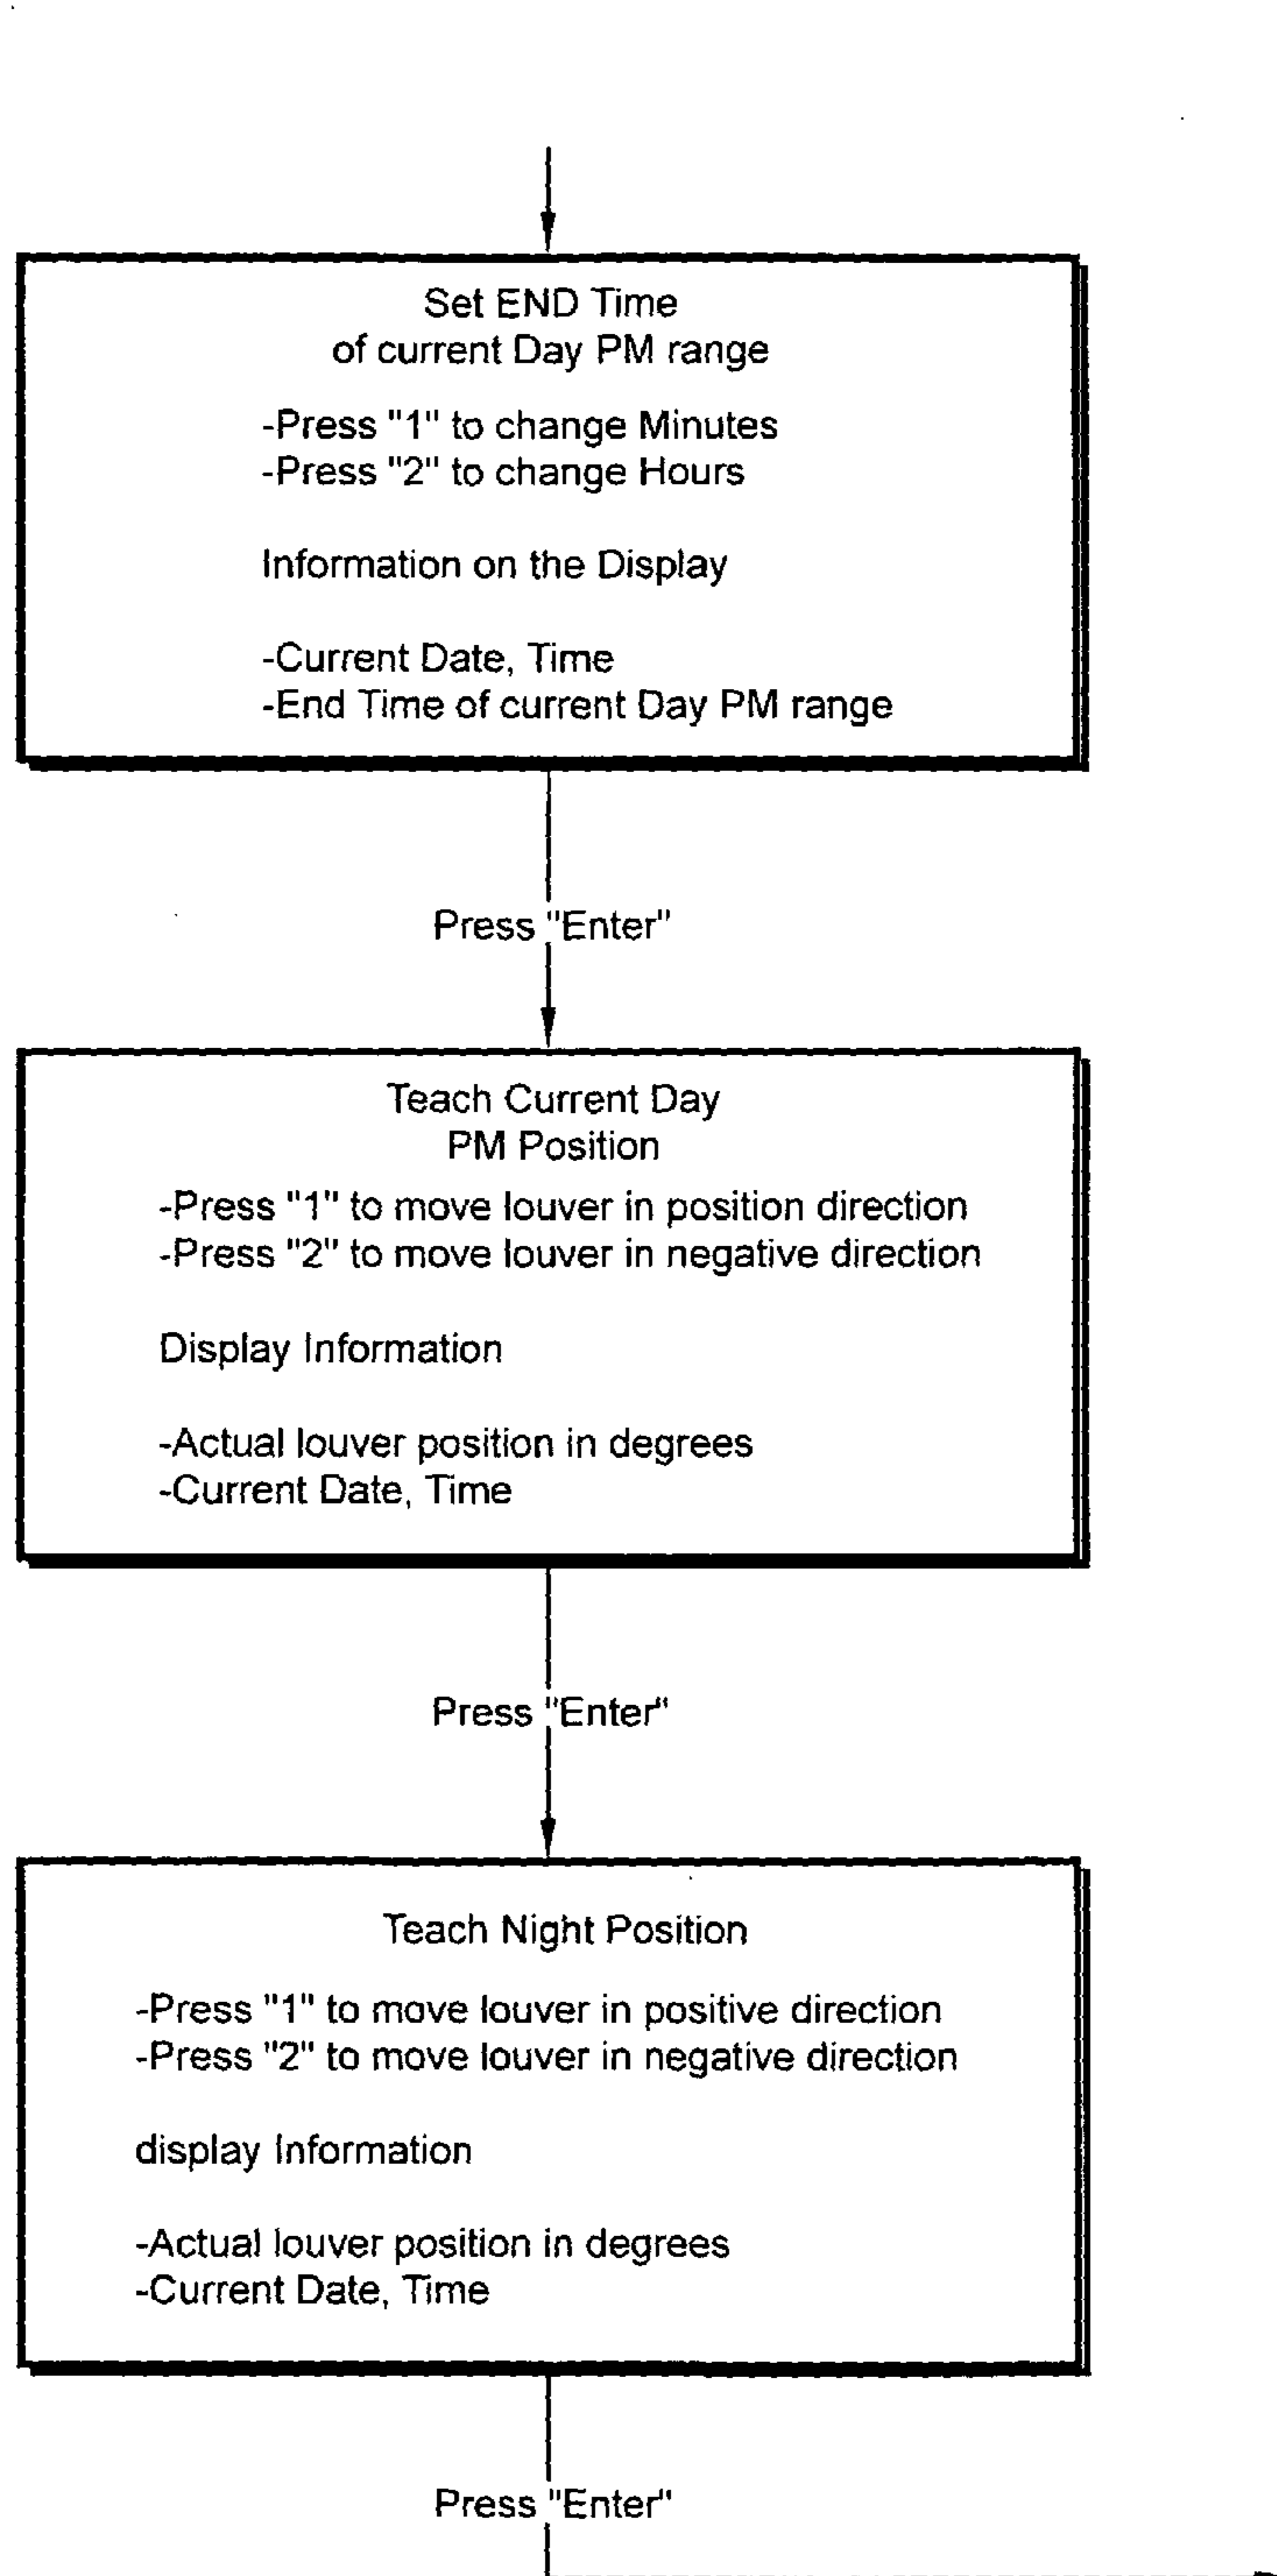 Set END Time
of current Day PM range
-Press "1" to change Minutes
-Press "2" to change Hours
Information on the Display
-Current Date, Time
-End Time of current Day PM range
Press "Enter"
Teach Current Day
PM Position
-Press "1" to move louver in position direction
-Press "2" to move louver in negative direction
Display Information
-Actual louver position in degrees
-Current Date, Time
Press "Enter"
Teach Night Position
-Press "1" to move louver in positive direction
-Press "2" to move louver in negative direction
display Information
-Actual louver position in degrees
-Current Date, Time
Press "Enter"